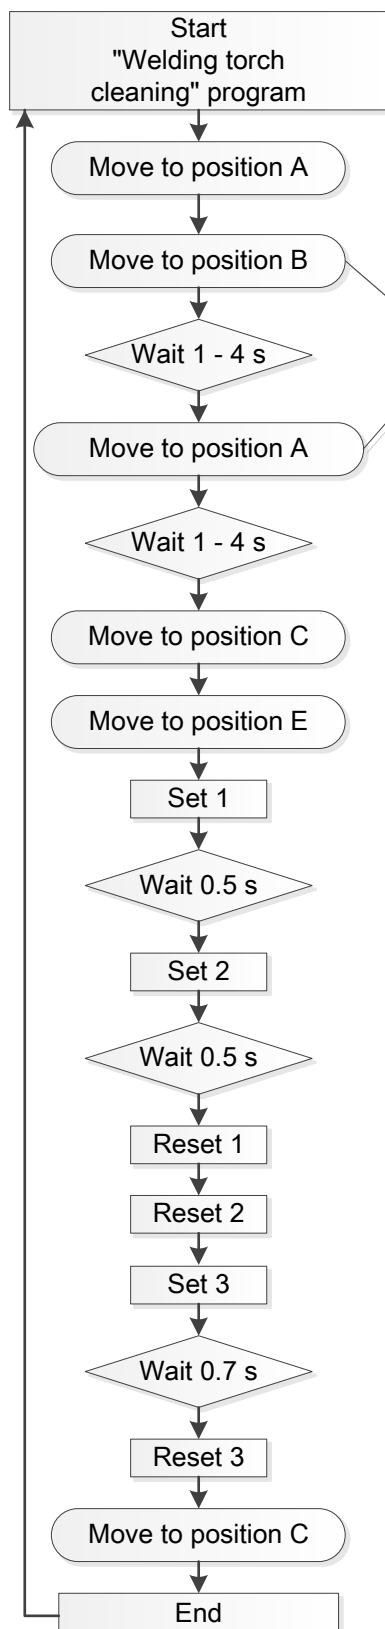 Start
"Welding torch
cleaning" program
Move to position A
Move to position B
Wait 1 - 4 s
Move to position A
Wait 1 - 4 s
Move to position C
Move to position E
Set 1
Wait 0.5 s
Set 2
Wait 0.5 s
Reset 1
Reset 2
Set 3
Wait 0.7 s
Reset 3
Move to position C
End